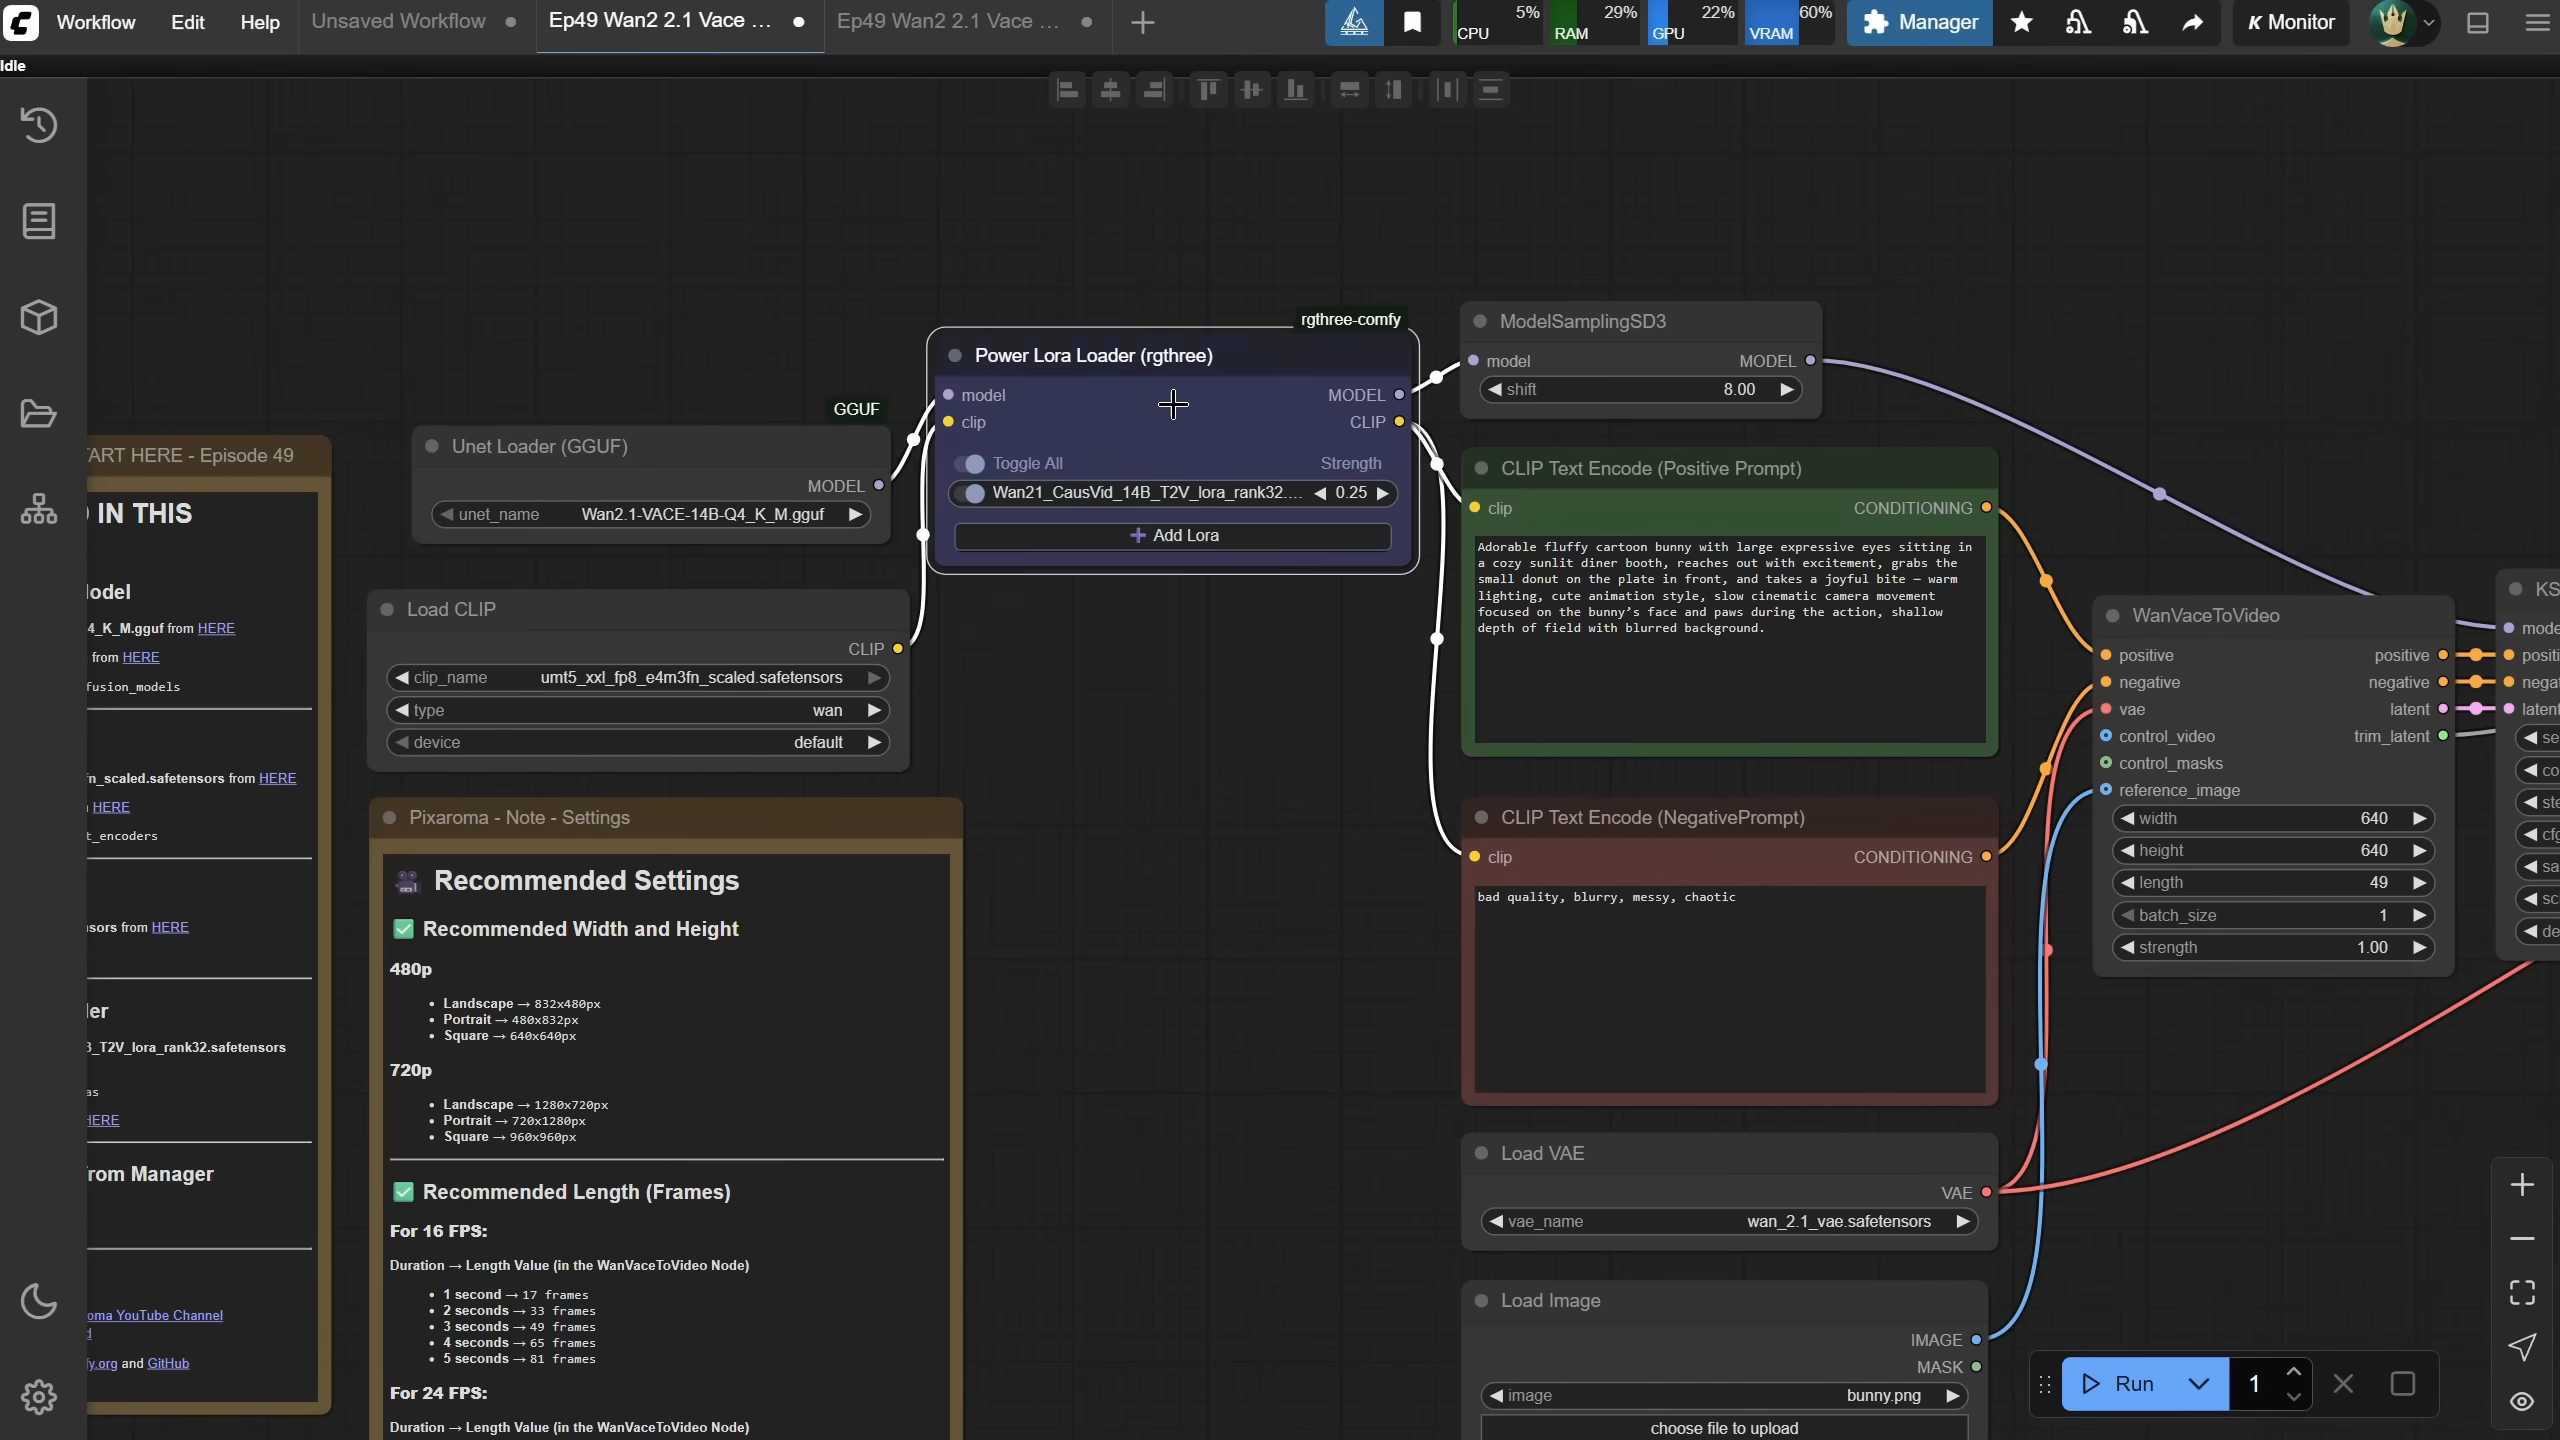 Workflow
Edit
Help
Unsaved Workflow
Ep49 Wan2 2.1 Vace ...
Ep49 Wan2 2.1 Vace ...
CPU 5%
RAM 29%
GPU 22%
VRAM 60%
Manager
K Monitor
Idle
START HERE - Episode 49
IN THIS
4_K_M.gguf from HERE
from HERE
n_scaled.safetensors from HERE
HERE
from HERE
_T2V_lora_rank32.safetensors
HERE
YouTube Channel
and GitHub
GGUF
Unet Loader (GGUF)
MODEL
unet_name Wan2.1-VACE-14B-Q4_K_M.gguf
Load CLIP
CLIP
clip_name umt5_xxl_fp8_e4m3fn_scaled.safetensors
type wan
device default
rgthree-comfy
Power Lora Loader (rgthree)
model MODEL
clip CLIP
Toggle All Strength
Wan21_CausVid_14B_T2V_lora_rank32.... 0.25
+ Add Lora
Pixaroma - Note - Settings
Recommended Settings
✅ Recommended Width and Height
480p
• Landscape → 832x480px
• Portrait → 480x832px
• Square → 640x640px
720p
• Landscape → 1280x720px
• Portrait → 720x1280px
• Square → 960x960px
✅ Recommended Length (Frames)
For 16 FPS:
Duration → Length Value (in the WanVaceToVideo Node)
• 1 second → 17 frames
• 2 seconds → 33 frames
• 3 seconds → 49 frames
• 4 seconds → 65 frames
• 5 seconds → 81 frames
For 24 FPS:
Duration → Length Value (in the WanVaceToVideo Node)
ModelSamplingSD3
model MODEL
shift 8.00
CLIP Text Encode (Positive Prompt)
clip CONDITIONING
Adorable fluffy cartoon bunny with large expressive eyes sitting in
a cozy sunlit diner booth, reaches out with excitement, grabs the
small donut on the plate in front, and takes a joyful bite — warm
lighting, cute animation style, slow cinematic camera movement
focused on the bunny’s face and paws during the action, shallow
depth of field with blurred background.
CLIP Text Encode (NegativePrompt)
clip CONDITIONING
bad quality, blurry, messy, chaotic
Load VAE
VAE
vae_name wan_2.1_vae.safetensors
Load Image
IMAGE
MASK
image bunny.png
choose file to upload
WanVaceToVideo
positive positive
negative negative
vae latent
control_video trim_latent
control_masks
reference_image
width 640
height 640
length 49
batch_size 1
strength 1.00
KS
mode
positi
negat
latent
Run
1